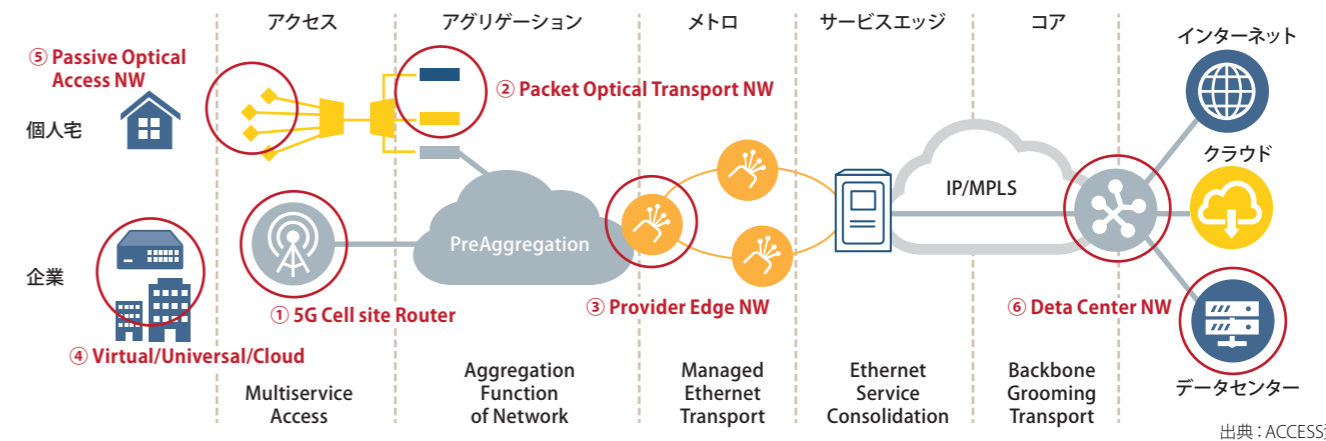 アクセス
アグリゲーション
メトロ
サービスエッジ
コア
インターネット
⑤ Passive Optical
Access NW
② Packet Optical Transport NW
個人宅
クラウド
IP/MPLS
PreAggregation
企業
① 5G Cell site Router
③ Provider Edge NW
⑥ Deta Center NW
④ Virtual/Universal/Cloud
データセンター
Multiservice
Access
Aggregation
Function
of Network
Managed
Ethernet
Transport
Ethernet
Service
Consolidation
Backbone
Grooming
Transport
出典：ACCESS